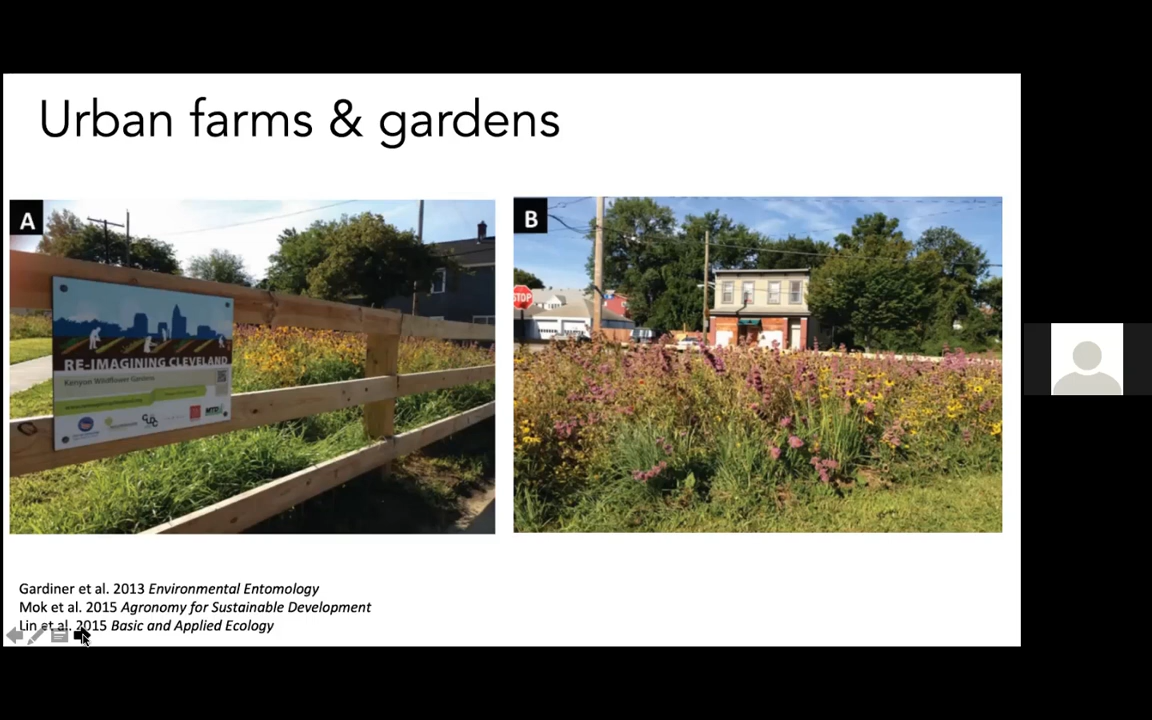 Urban farms & gardens
A
B
STOP
RE-IMAGINING CLEVELAND
Kenyon Wildflower Gardens
Gardiner et al. 2013 Environmental Entomology
Mok et al. 2015 Agronomy for Sustainable Development
Lin et al. 2015 Basic and Applied Ecology